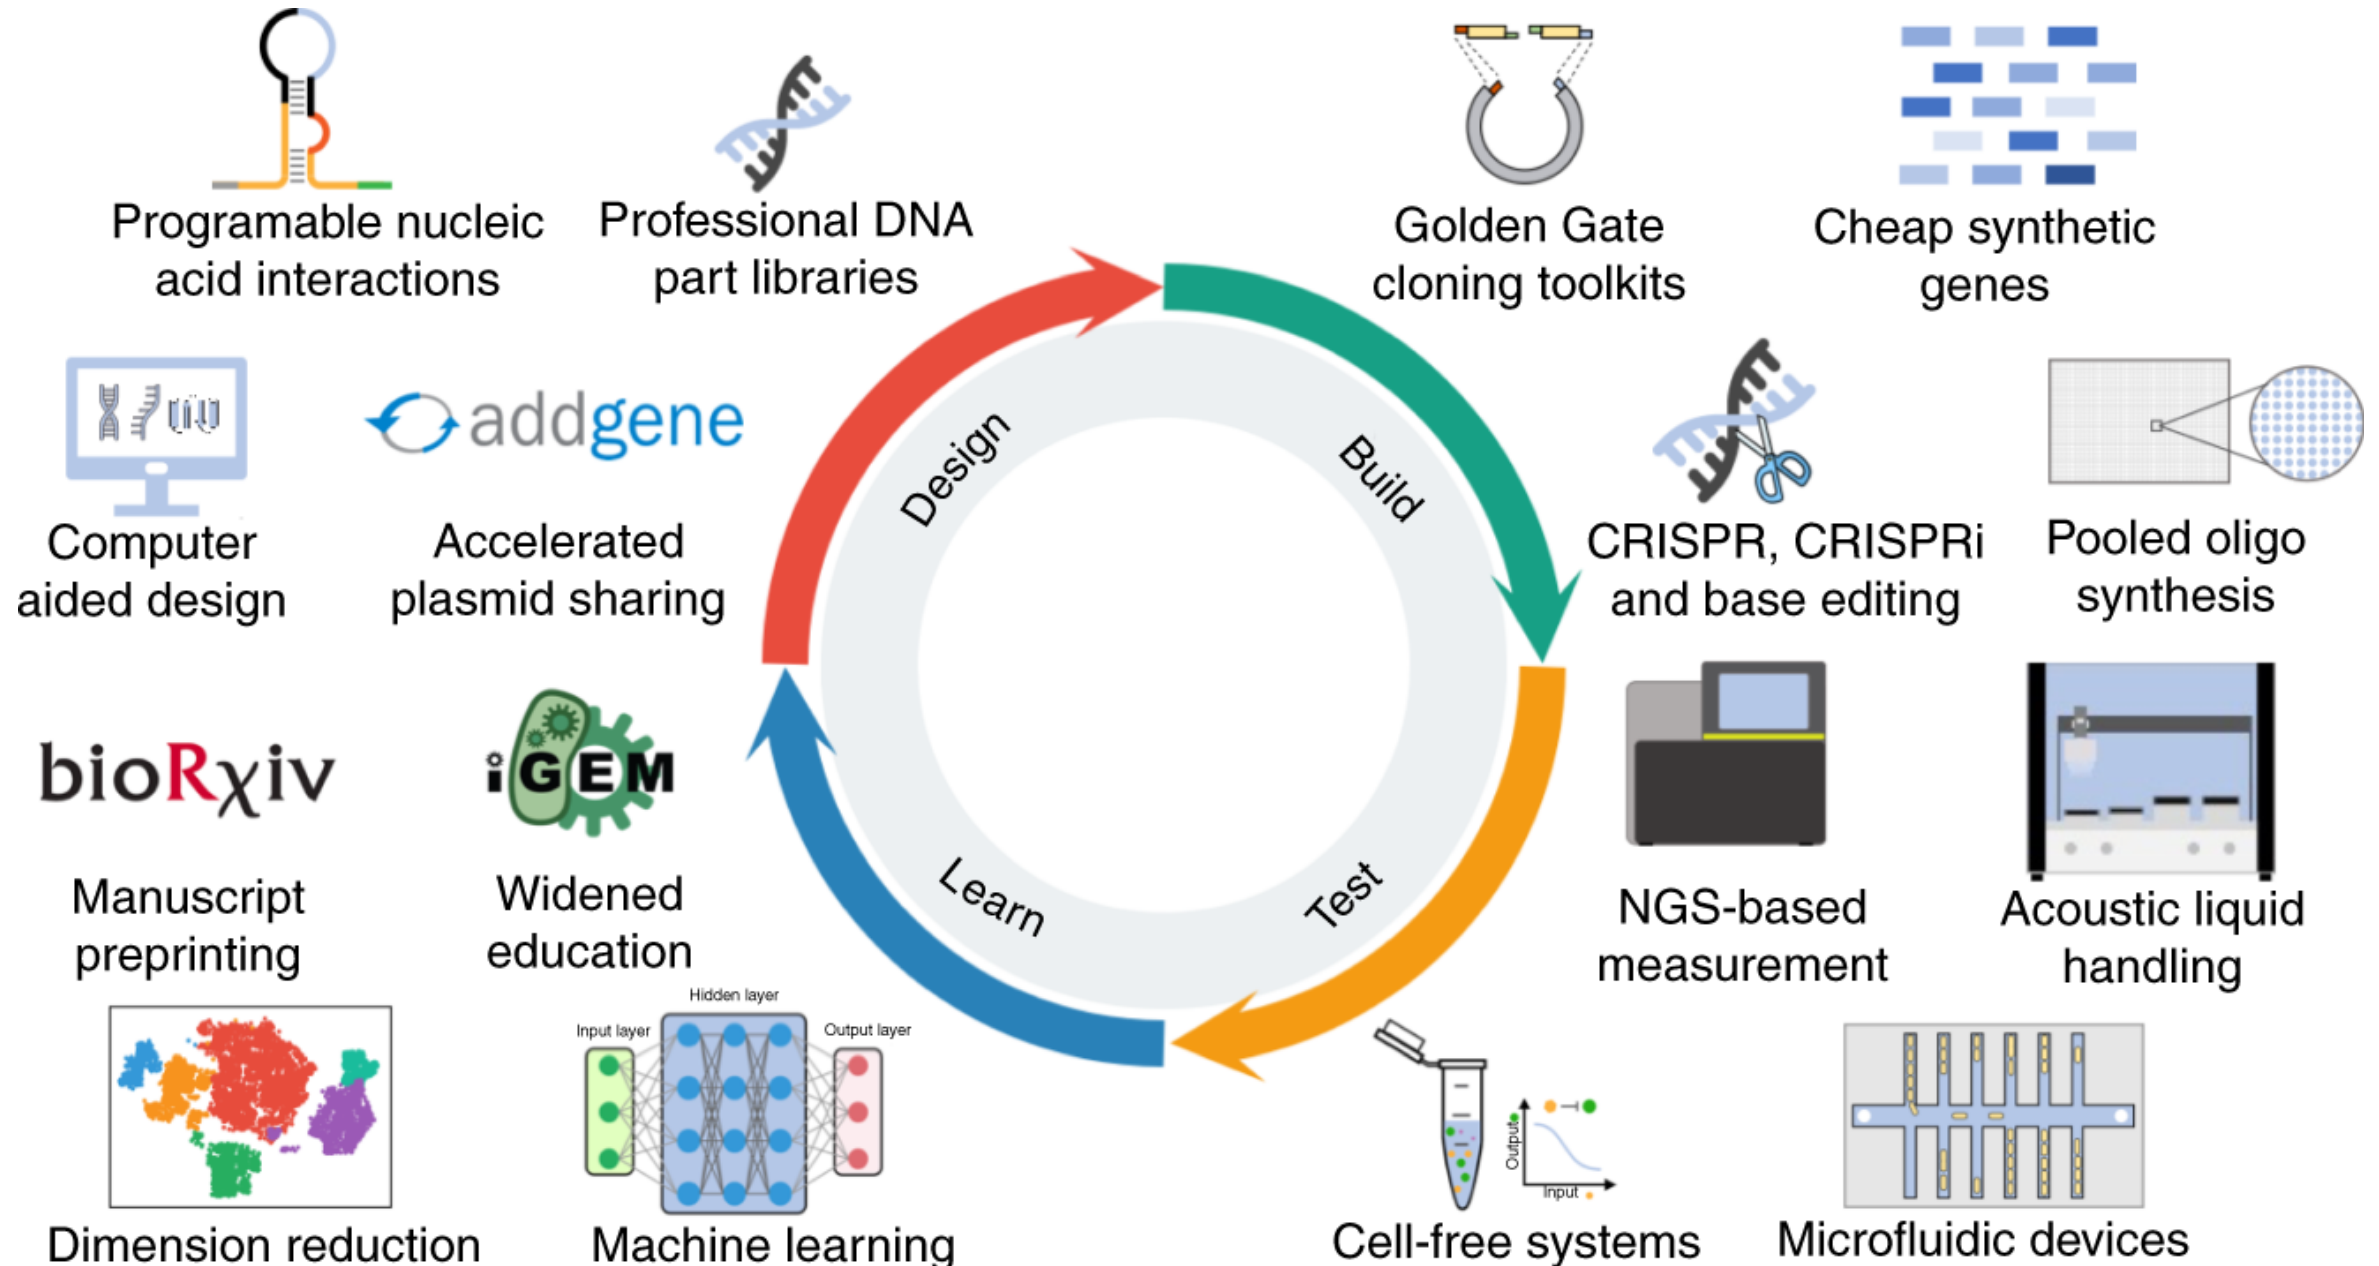 Programable nucleic
acid interactions
Professional DNA
part libraries
Golden Gate
cloning toolkits
Cheap synthetic
genes
Computer
aided design
addgene
Accelerated
plasmid sharing
Design
Build
CRISPR, CRISPRi
and base editing
Pooled oligo
synthesis
bioRχiv
Manuscript
preprinting
iGEM
Widened
education
Learn
Test
NGS-based
measurement
Acoustic liquid
handling
Dimension reduction
Input layer
Hidden layer
Output layer
Machine learning
Output
Input
Cell-free systems
Microfluidic devices